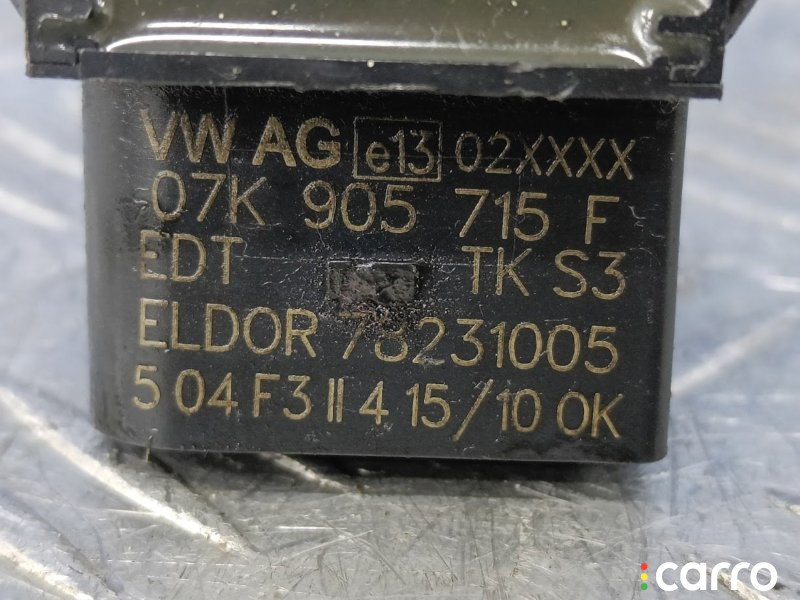 VW AG e13 02XXXX
07K 905 715 F
EDT TK S3
ELDOR 78231005
5 04 F3 II 4 15/10 OK
carro